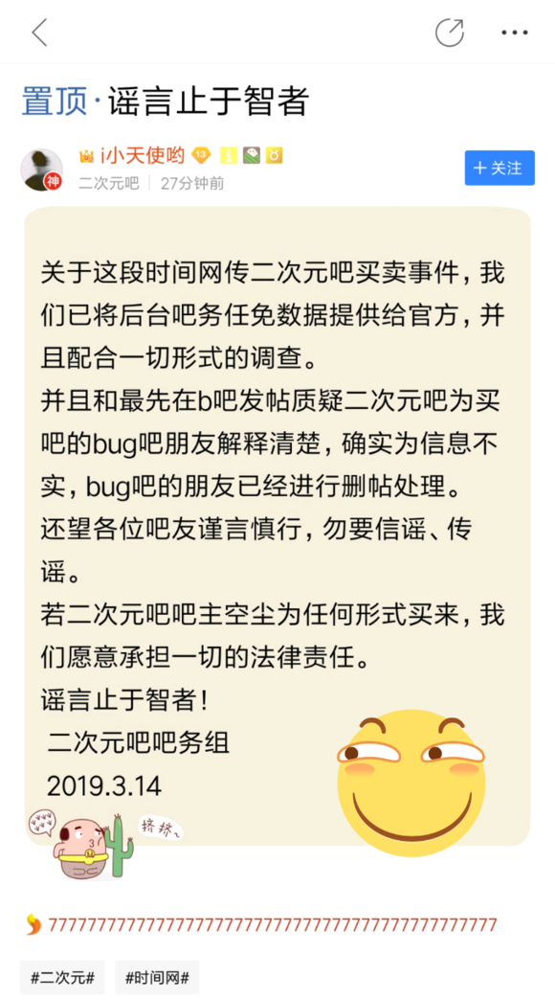 置顶·谣言止于智者
i小天使哟 13
神
二次元吧 27分钟前
+关注
关于这段时间网传二次元吧买卖事件，我
们已将后台吧务任免数据提供给官方，并
且配合一切形式的调查。
并且和最先在b吧发帖质疑二次元吧为买
吧的bug吧朋友解释清楚，确实为信息不
实，bug吧的朋友已经进行删帖处理。
还望各位吧友谨言慎行，勿要信谣、传
谣。
若二次元吧吧主空尘为任何形式买来，我
们愿意承担一切的法律责任。
谣言止于智者！
二次元吧吧务组
2019.3.14
挤挤~
7777777777777777777777777777777777777777777777
#二次元#
#时间网#